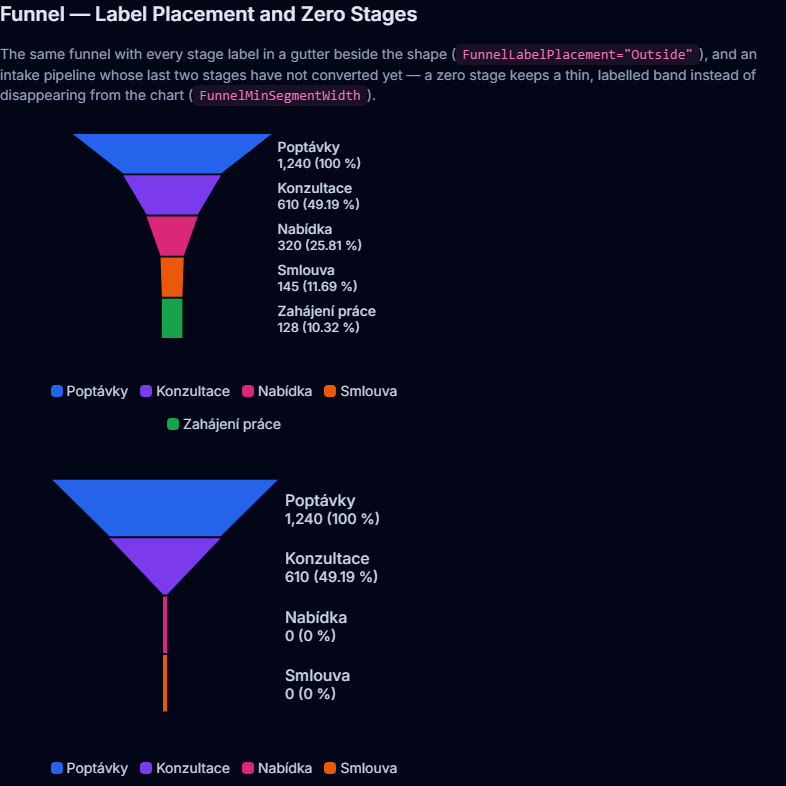 Funnel — Label Placement and Zero Stages
The same funnel with every stage label in a gutter beside the shape ( FunnelLabelPlacement="Outside" ), and an
intake pipeline whose last two stages have not converted yet — a zero stage keeps a thin, labelled band instead of
disappearing from the chart ( FunnelMinSegmentWidth ).
Poptávky
1,240 (100 %)
Konzultace
610 (49.19 %)
Nabídka
320 (25.81 %)
Smlouva
145 (11.69 %)
Zahájení práce
128 (10.32 %)
Poptávky Konzultace Nabídka Smlouva
Zahájení práce
Poptávky
1,240 (100 %)
Konzultace
610 (49.19 %)
Nabídka
0 (0 %)
Smlouva
0 (0 %)
Poptávky Konzultace Nabídka Smlouva